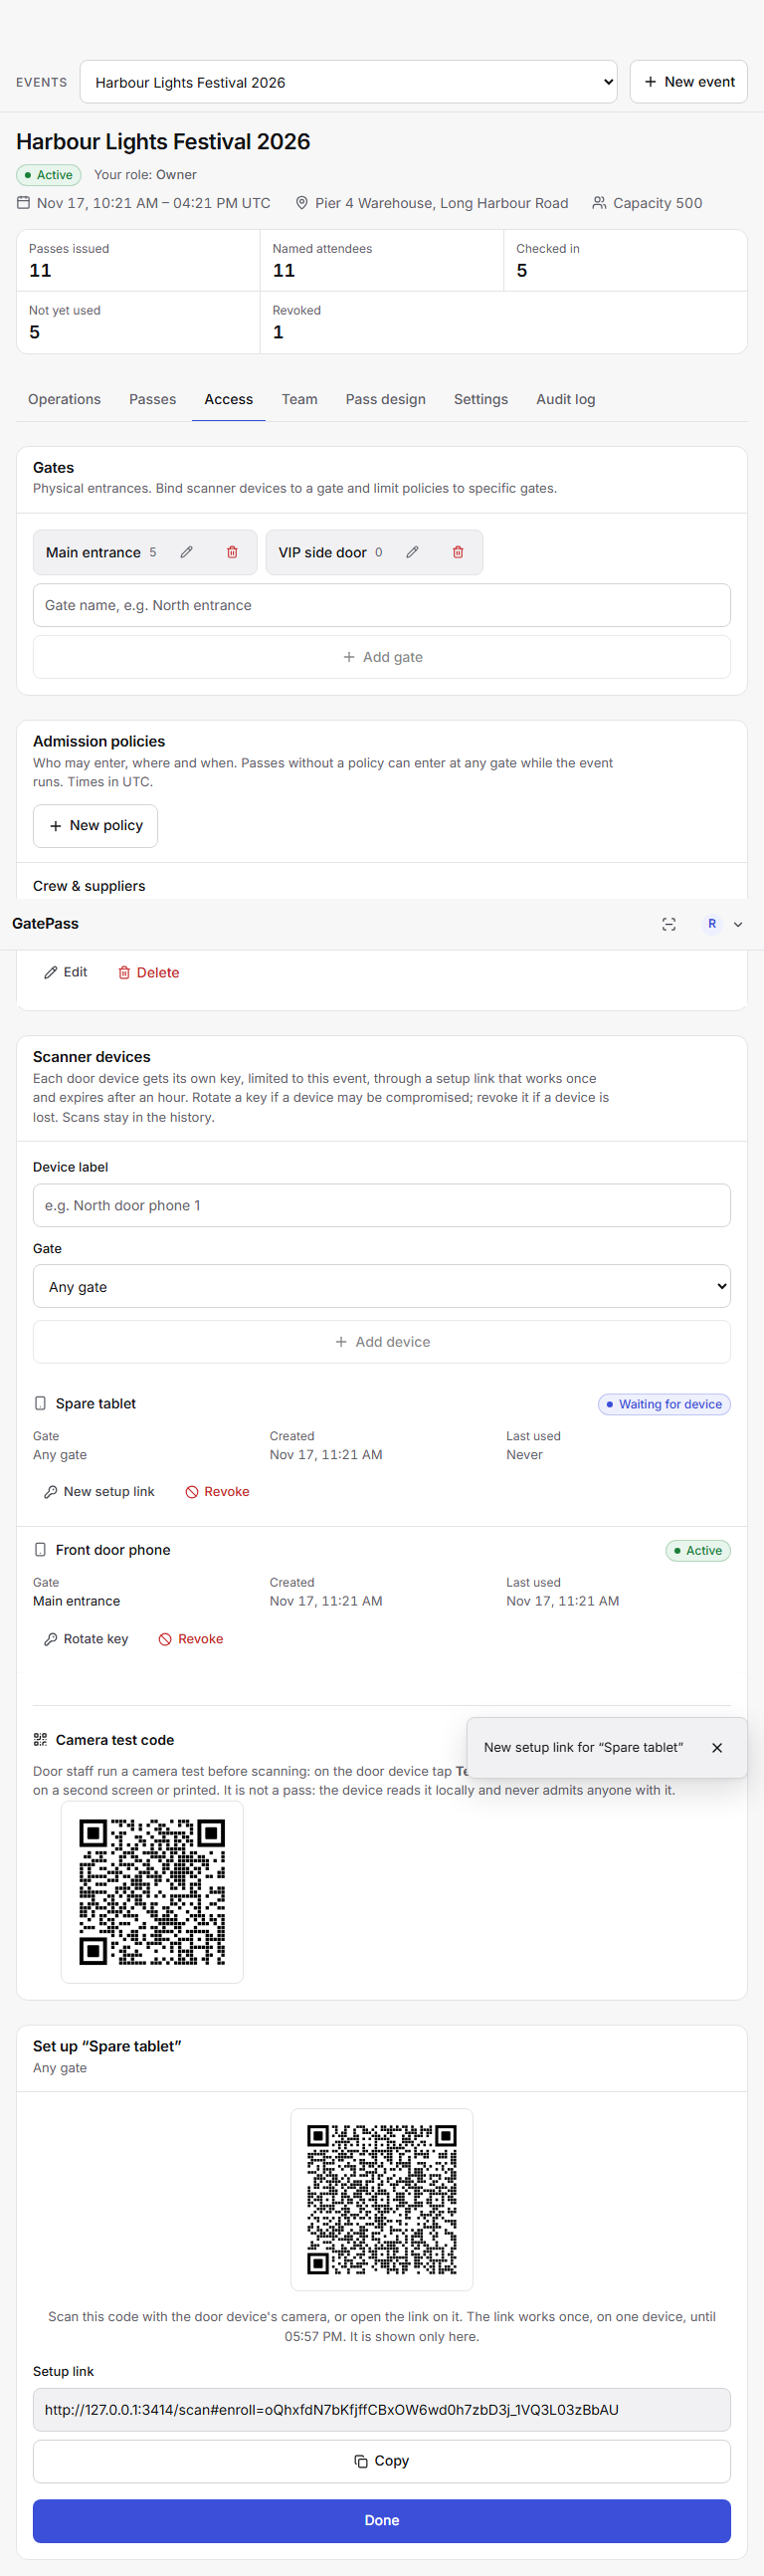 EVENTS
Harbour Lights Festival 2026
New event
Harbour Lights Festival 2026
Active
Your role: Owner
Nov 17, 10:21 AM – 04:21 PM UTC
Pier 4 Warehouse, Long Harbour Road
Capacity 500
Passes issued
11
Named attendees
11
Checked in
5
Not yet used
5
Revoked
1
Operations
Passes
Access
Team
Pass design
Settings
Audit log
Gates
Physical entrances. Bind scanner devices to a gate and limit policies to specific gates.
Main entrance 5
VIP side door 0
Gate name, e.g. North entrance
Add gate
Admission policies
Who may enter, where and when. Passes without a policy can enter at any gate while the event
runs. Times in UTC.
New policy
Crew & suppliers
GatePass
R
Edit
Delete
Scanner devices
Each door device gets its own key, limited to this event, through a setup link that works once
and expires after an hour. Rotate a key if a device may be compromised; revoke it if a device is
lost. Scans stay in the history.
Device label
e.g. North door phone 1
Gate
Any gate
Add device
Spare tablet
Waiting for device
Gate
Any gate
Created
Nov 17, 11:21 AM
Last used
Never
New setup link
Revoke
Front door phone
Active
Gate
Main entrance
Created
Nov 17, 11:21 AM
Last used
Nov 17, 11:21 AM
Rotate key
Revoke
Camera test code
New setup link for “Spare tablet”
Door staff run a camera test before scanning: on the door device tap
on a second screen or printed. It is not a pass: the device reads it locally and never admits anyone with it.
Set up “Spare tablet”
Any gate
Scan this code with the door device's camera, or open the link on it. The link works once, on one device, until
05:57 PM. It is shown only here.
Setup link
http://127.0.0.1:3414/scan#enroll=oQhxfdN7bKfjffCBxOW6wd0h7zbD3j_1VQ3L03zBbAU
Copy
Done